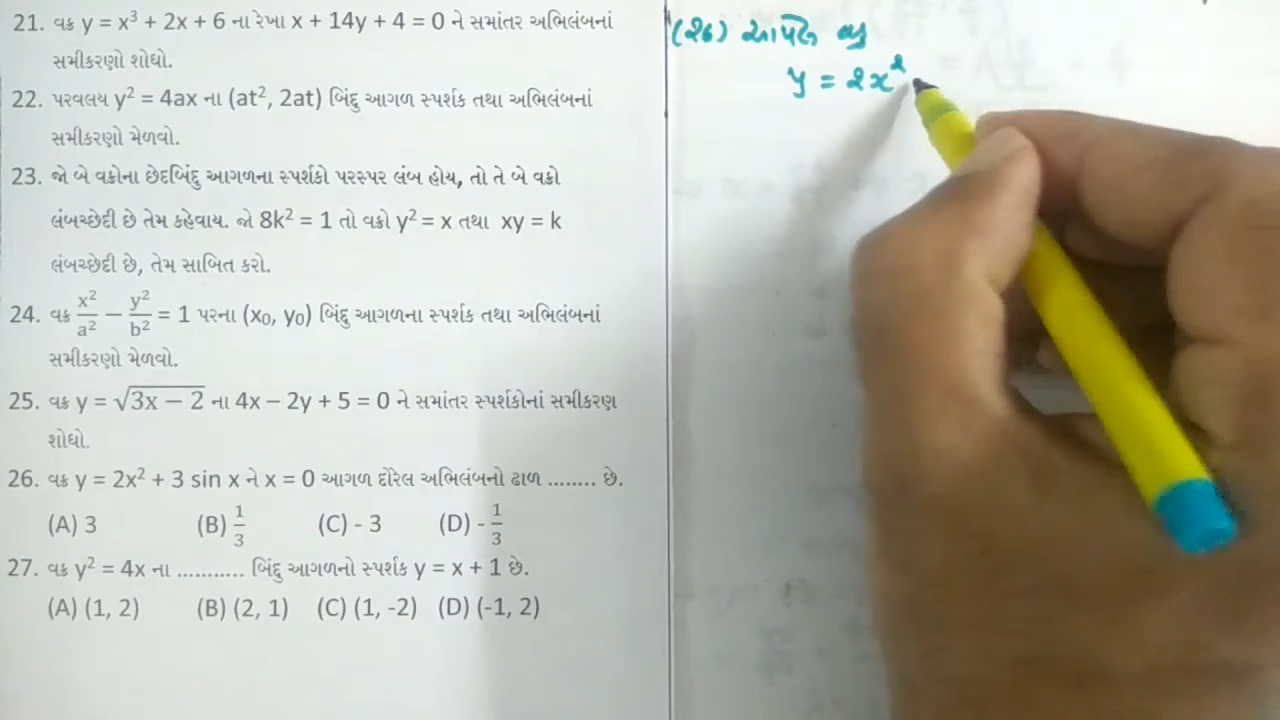 21. વક્ર y = x³ + 2x + 6 ના રેખા x + 14y + 4 = 0 ને સમાંતર અભિલંબનાં
સમીકરણો શોધો.
22. પરવલય y² = 4ax ના (at², 2at) બિંદુ આગળ સ્પર્શક તથા અભિલંબનાં
સમીકરણો મેળવો.
23. જો બે વક્રોના છેદબિંદુ આગળના સ્પર્શકો પરસ્પર લંબ હોય, તો તે બે વક્રો
લંબચ્છેદી છે તેમ કહેવાય. જો 8k² = 1 તો વક્રો y² = x તથા xy = k
લંબચ્છેદી છે, તેમ સાબિત કરો.
24. વક્ર x²/a² − y²/b² = 1 પરના (x₀, y₀) બિંદુ આગળના સ્પર્શક તથા અભિલંબનાં
સમીકરણો મેળવો.
25. વક્ર y = √(3x − 2) ના 4x − 2y + 5 = 0 ને સમાંતર સ્પર્શકોનાં સમીકરણ
શોધો.
26. વક્ર y = 2x² + 3 sin x ને x = 0 આગળ દોરેલ અભિલંબનો ઢાળ ........ છે.
(A) 3 (B) 1/3 (C) - 3 (D) - 1/3
27. વક્ર y² = 4x ના ........... બિંદુ આગળનો સ્પર્શક y = x + 1 છે.
(A) (1, 2) (B) (2, 1) (C) (1, -2) (D) (-1, 2)
(૨૬) આપેલ વક્ર
y = 2x²